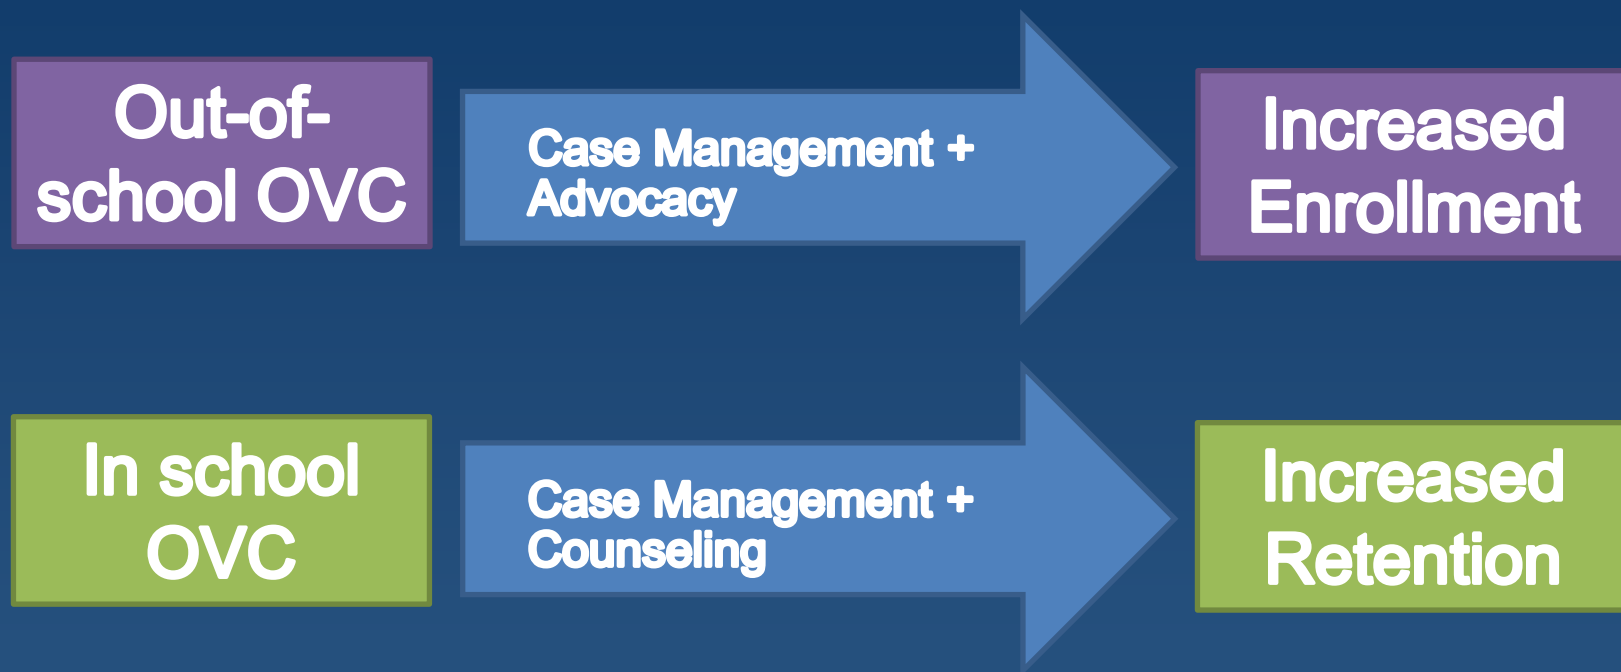 Out-of-
school OVC
Case Management +
Advocacy
Increased
Enrollment
In school
OVC
Case Management +
Counseling
Increased
Retention